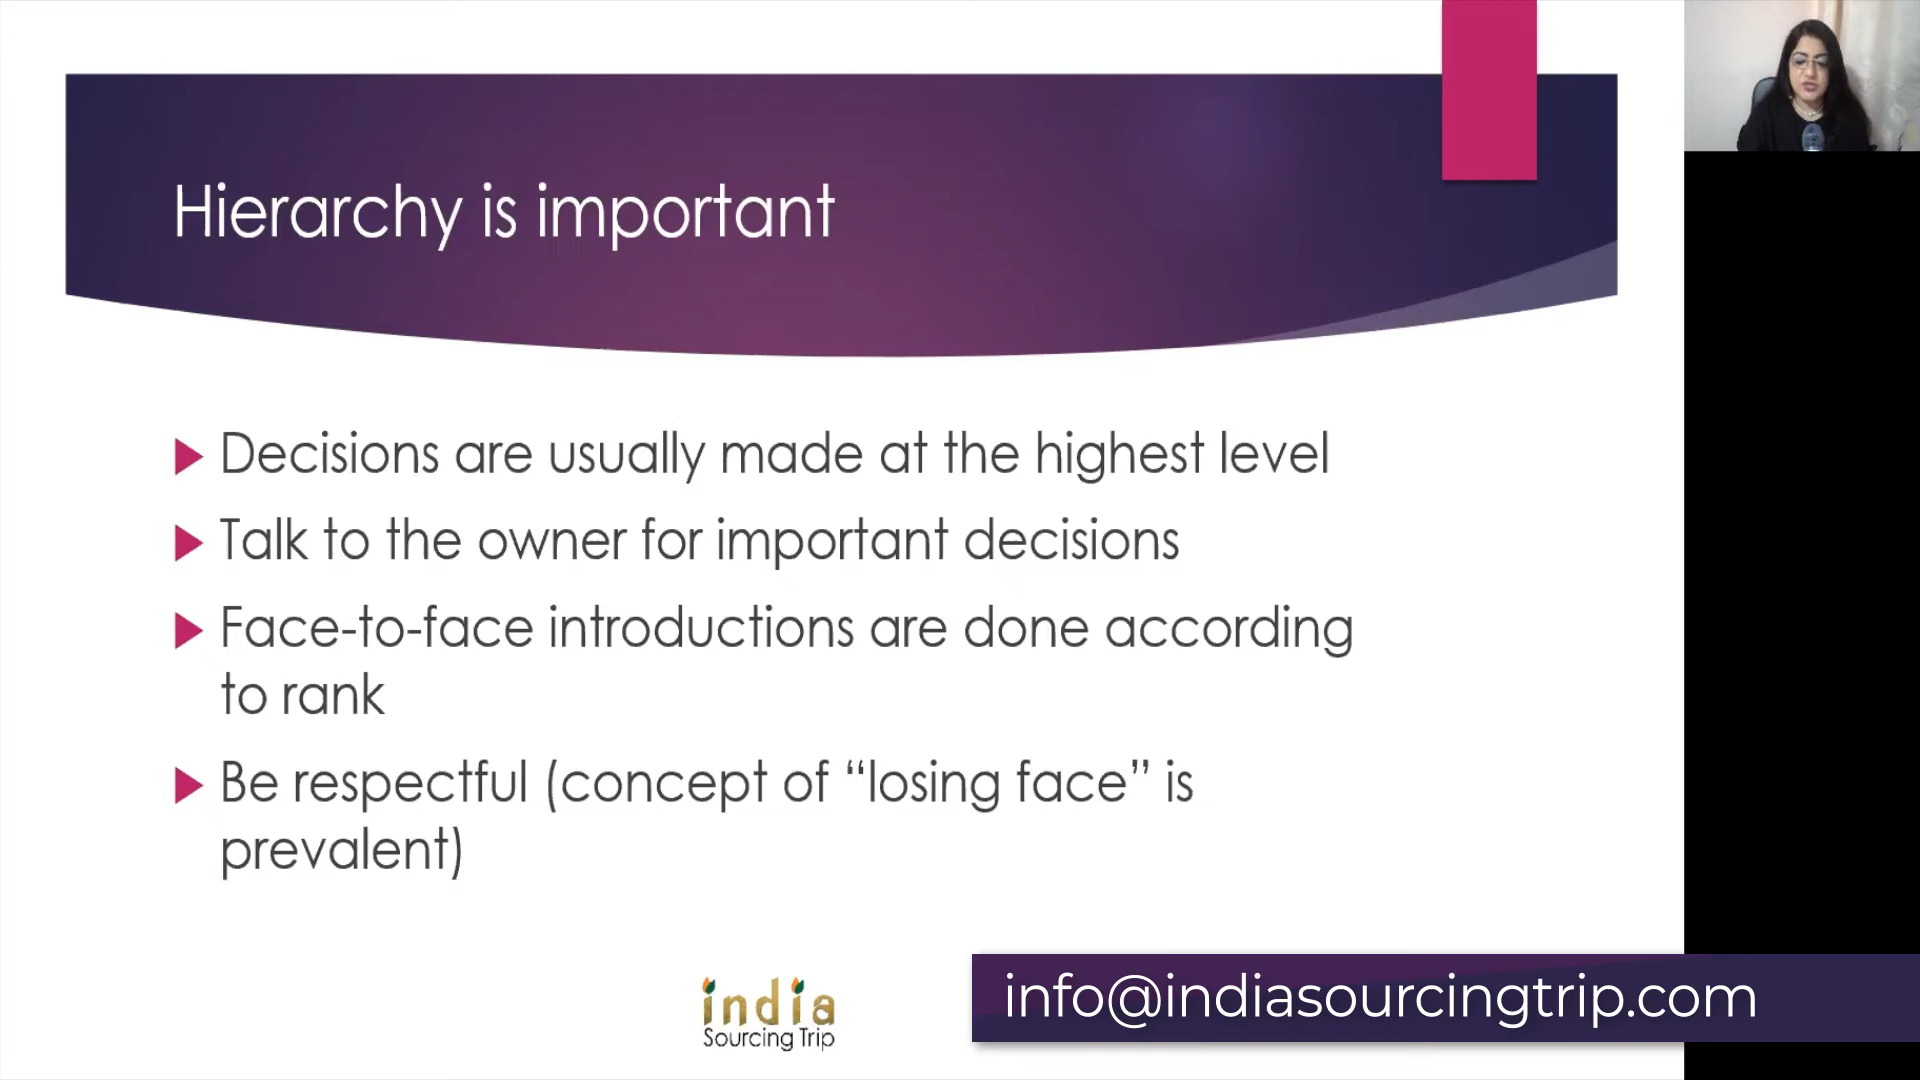 Hierarchy is important
Decisions are usually made at the highest level
Talk to the owner for important decisions
Face-to-face introductions are done according
to rank
Be respectful (concept of “losing face” is
prevalent)
india
Sourcing Trip
info@indiasourcingtrip.com